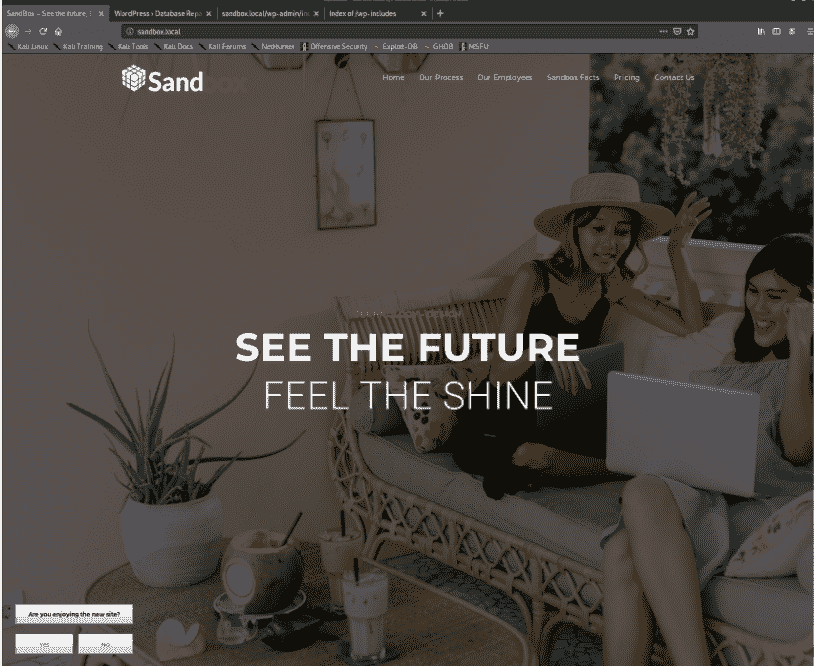 SandBox – See the future,
WordPress › Database Repa
sandbox.local/wp-admin/in
Index of /wp-includes
sandbox.local
Kali Linux Kali Training Kali Tools Kali Docs Kali Forums NetHunter Offensive Security Exploit-DB GHDB MSFU
Sand
Home Our Process Our Employees Sandbox Facts Pricing Contact Us
SEE THE FUTURE
FEEL THE SHINE
Are you enjoying the new site?
YES NO